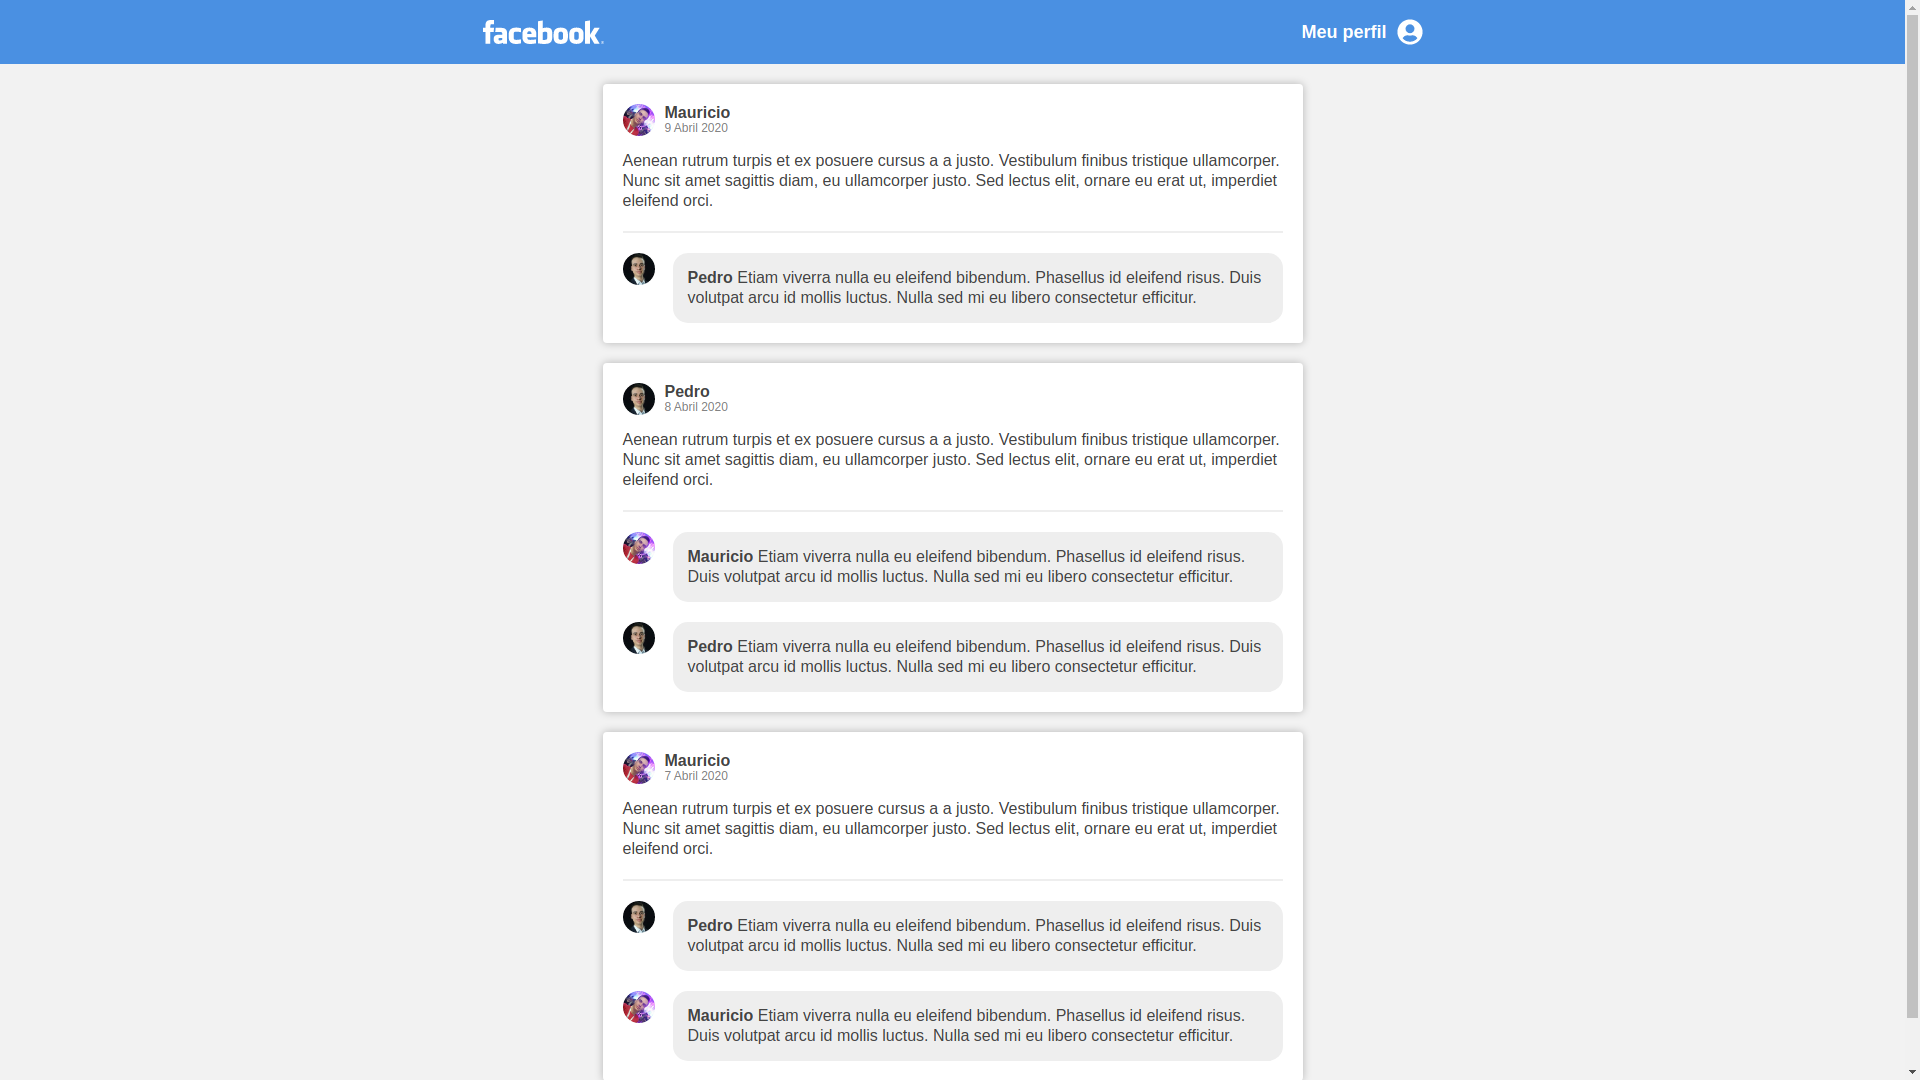 facebook.
Meu perfil
Mauricio
9 Abril 2020
Aenean rutrum turpis et ex posuere cursus a a justo. Vestibulum finibus tristique ullamcorper.
Nunc sit amet sagittis diam, eu ullamcorper justo. Sed lectus elit, ornare eu erat ut, imperdiet
eleifend orci.
Pedro Etiam viverra nulla eu eleifend bibendum. Phasellus id eleifend risus. Duis
volutpat arcu id mollis luctus. Nulla sed mi eu libero consectetur efficitur.
Pedro
8 Abril 2020
Aenean rutrum turpis et ex posuere cursus a a justo. Vestibulum finibus tristique ullamcorper.
Nunc sit amet sagittis diam, eu ullamcorper justo. Sed lectus elit, ornare eu erat ut, imperdiet
eleifend orci.
Mauricio Etiam viverra nulla eu eleifend bibendum. Phasellus id eleifend risus.
Duis volutpat arcu id mollis luctus. Nulla sed mi eu libero consectetur efficitur.
Pedro Etiam viverra nulla eu eleifend bibendum. Phasellus id eleifend risus. Duis
volutpat arcu id mollis luctus. Nulla sed mi eu libero consectetur efficitur.
Mauricio
7 Abril 2020
Aenean rutrum turpis et ex posuere cursus a a justo. Vestibulum finibus tristique ullamcorper.
Nunc sit amet sagittis diam, eu ullamcorper justo. Sed lectus elit, ornare eu erat ut, imperdiet
eleifend orci.
Pedro Etiam viverra nulla eu eleifend bibendum. Phasellus id eleifend risus. Duis
volutpat arcu id mollis luctus. Nulla sed mi eu libero consectetur efficitur.
Mauricio Etiam viverra nulla eu eleifend bibendum. Phasellus id eleifend risus.
Duis volutpat arcu id mollis luctus. Nulla sed mi eu libero consectetur efficitur.